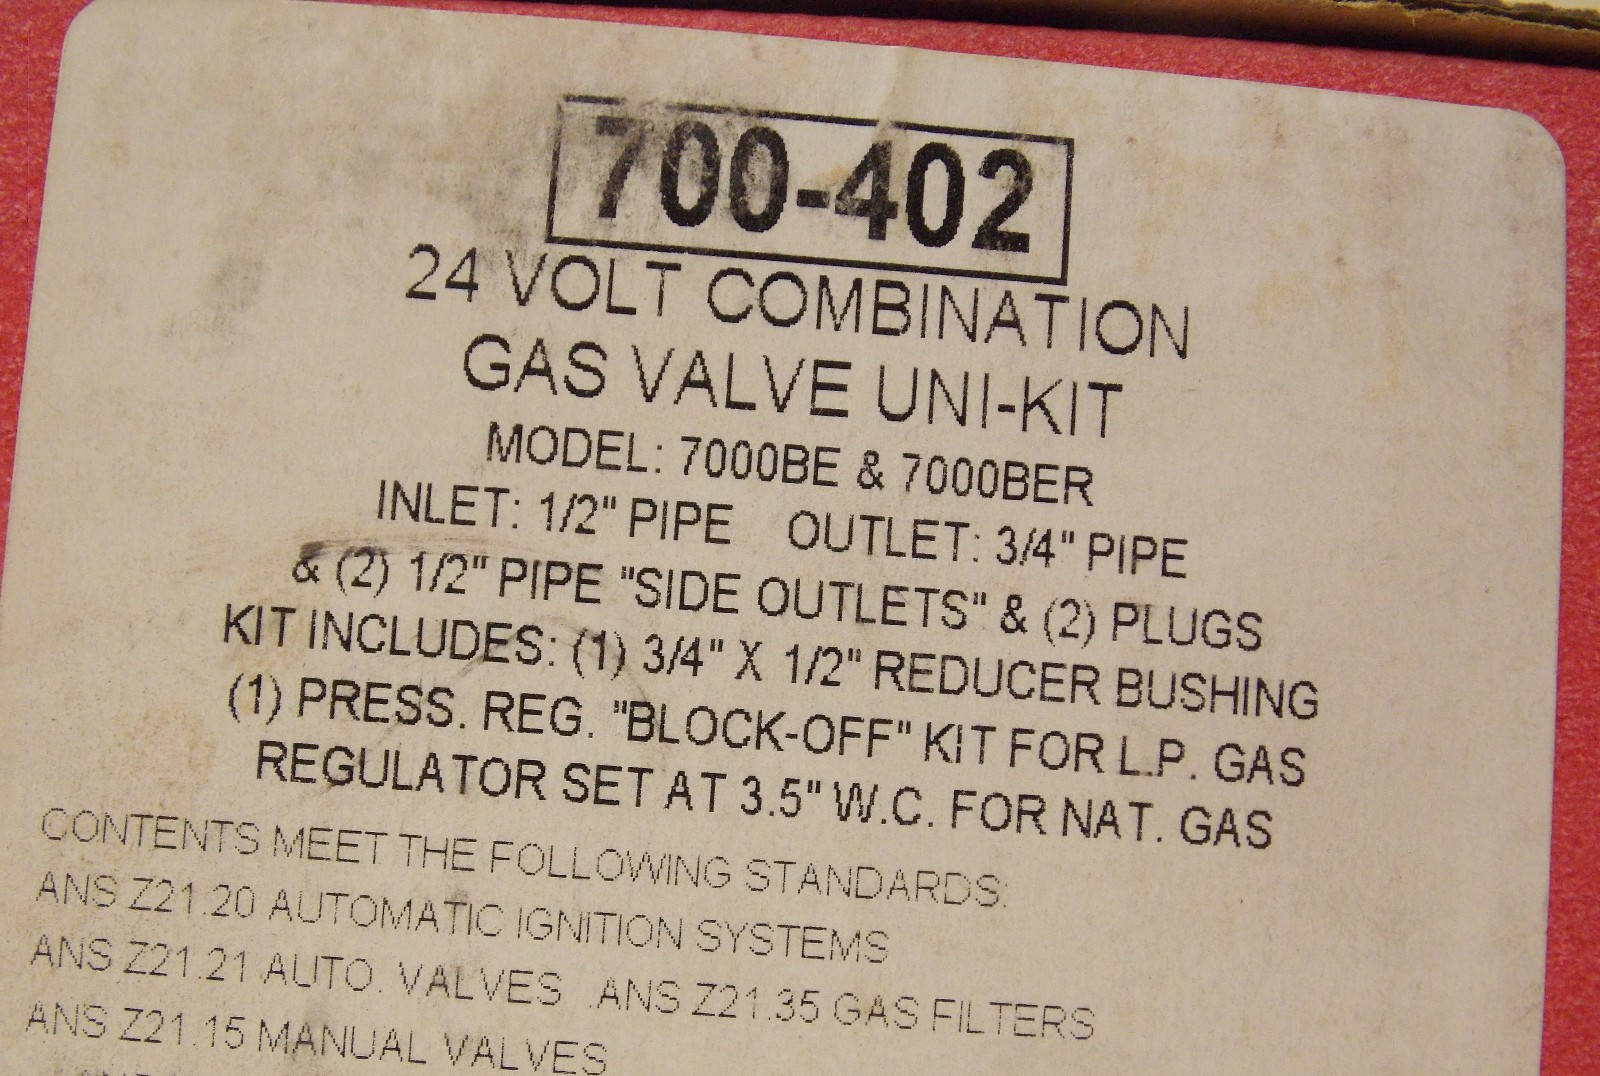 700-402
24 VOLT COMBINATION
GAS VALVE UNI-KIT
MODEL: 7000BE & 7000BER
INLET: 1/2" PIPE OUTLET: 3/4" PIPE
& (2) 1/2" PIPE "SIDE OUTLETS" & (2) PLUGS
KIT INCLUDES: (1) 3/4" X 1/2" REDUCER BUSHING
(1) PRESS. REG. "BLOCK-OFF" KIT FOR L.P. GAS
REGULATOR SET AT 3.5" W.C. FOR NAT. GAS
CONTENTS MEET THE FOLLOWING STANDARDS:
ANS Z21.20 AUTOMATIC IGNITION SYSTEMS
ANS Z21.21 AUTO. VALVES .ANS Z21.35 GAS FILTERS
ANS Z21.15 MANUAL VALVES